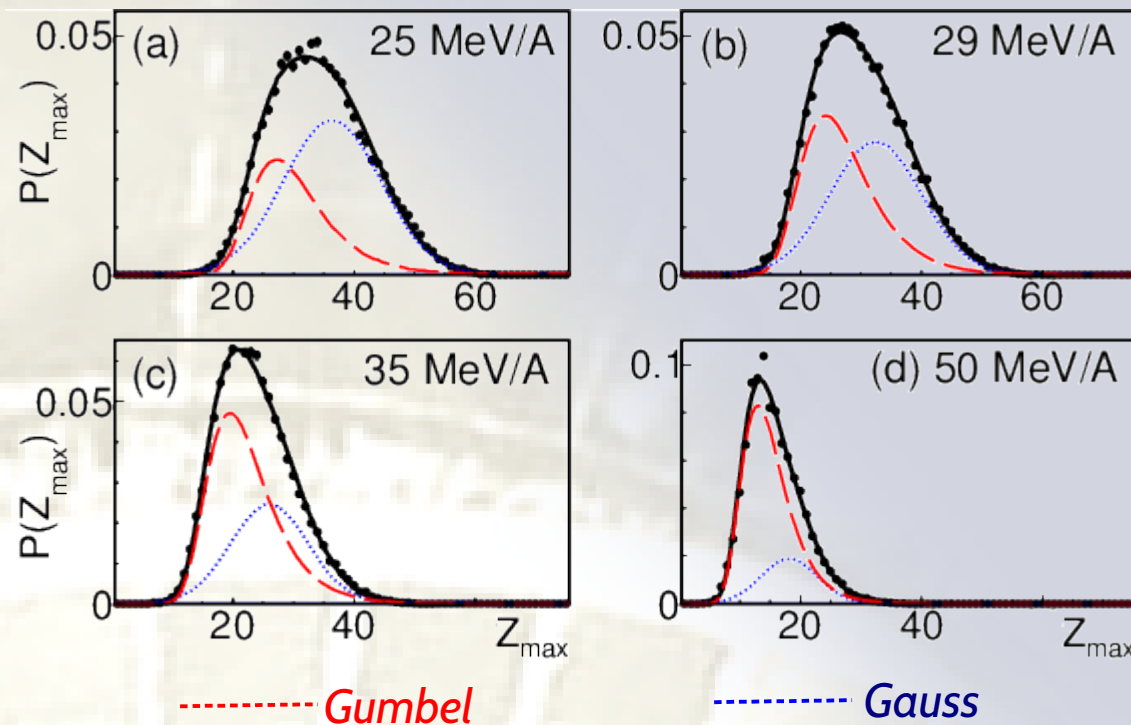 0.05 (a) 25 MeV/A
P(Z_max)
0
20 40 60
0.05 (b) 29 MeV/A
0
20 40 60
(c) 35 MeV/A
0.05
P(Z_max)
0
20 40 Z_max
0.1 (d) 50 MeV/A
0
20 40 Z_max
Gumbel Gauss